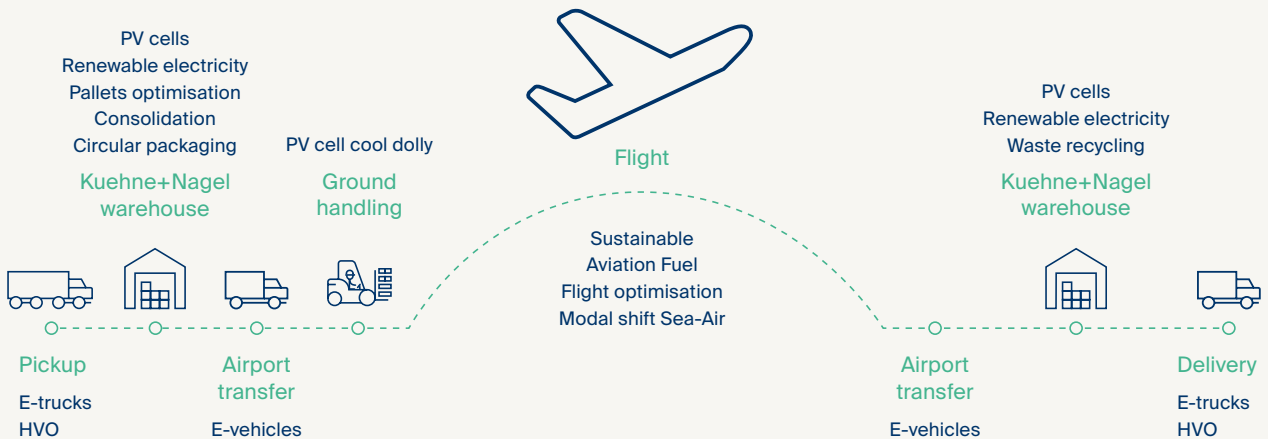 PV cells
Renewable electricity
Pallets optimisation
Consolidation
Circular packaging
Kuehne+Nagel
warehouse
PV cell cool dolly
Ground
handling
Flight
Sustainable
Aviation Fuel
Flight optimisation
Modal shift Sea-Air
PV cells
Renewable electricity
Waste recycling
Kuehne+Nagel
warehouse
Pickup
E-trucks
HVO
Airport
transfer
E-vehicles
Airport
transfer
E-vehicles
Delivery
E-trucks
HVO